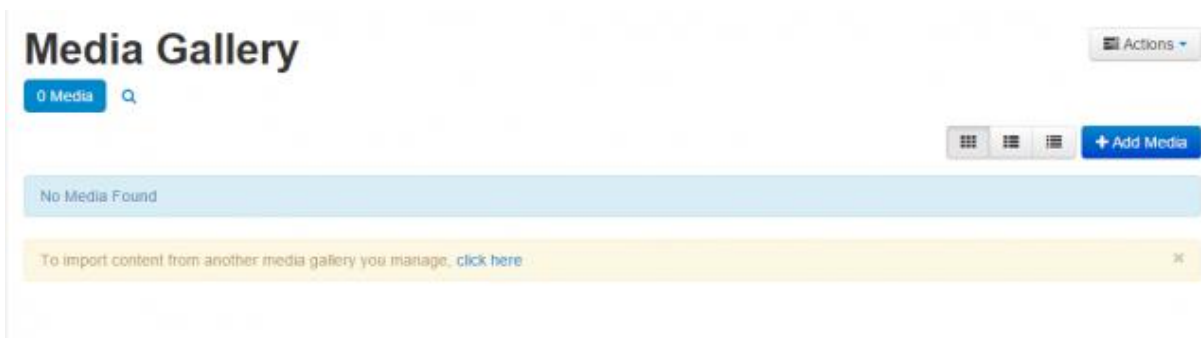 Media Gallery
Actions
0 Media
+ Add Media
No Media Found
To import content from another media gallery you manage, click here